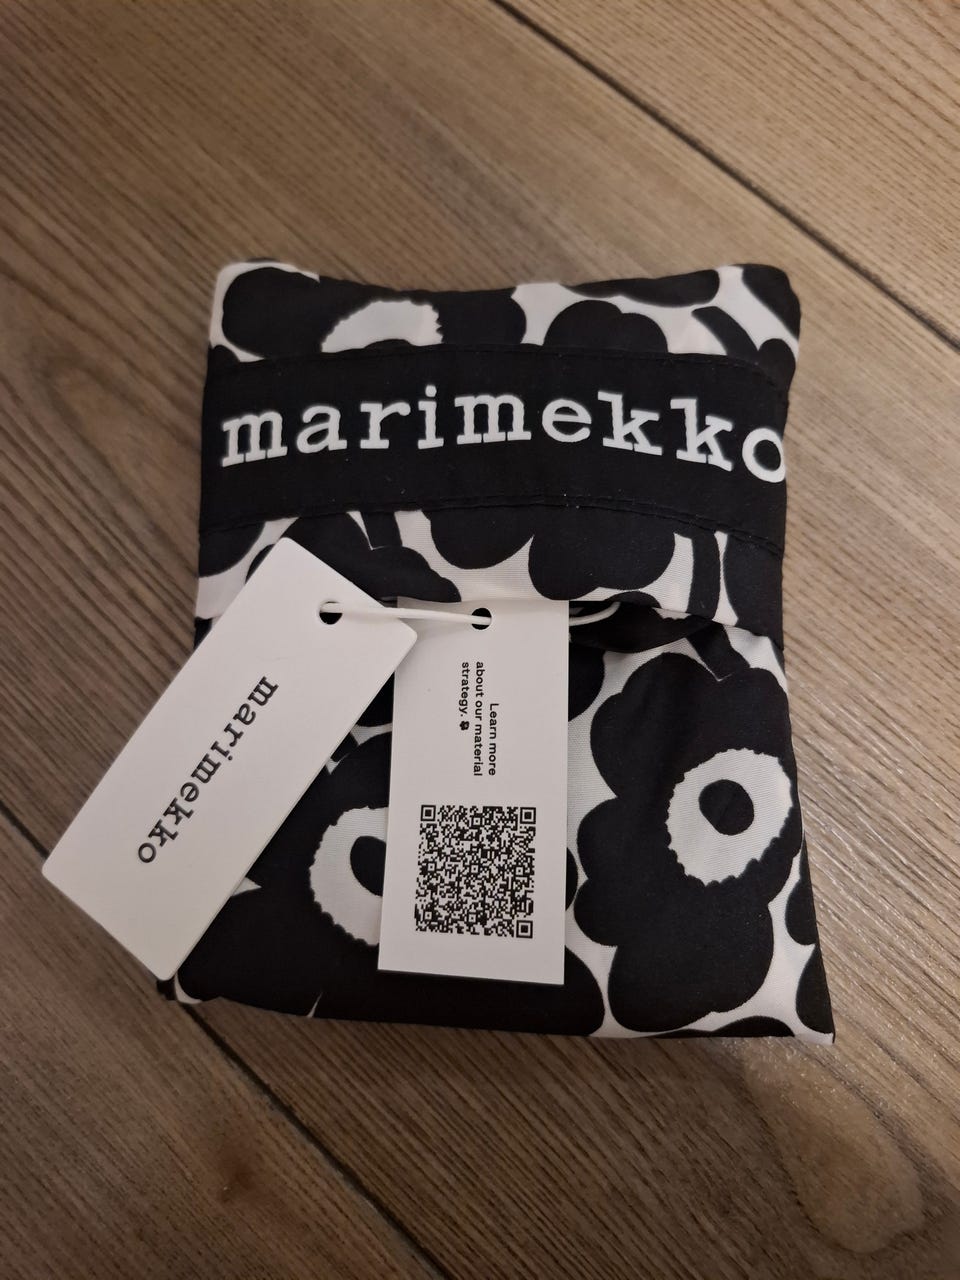 marimekko
marimekko
Learn more
about our material
strategy.